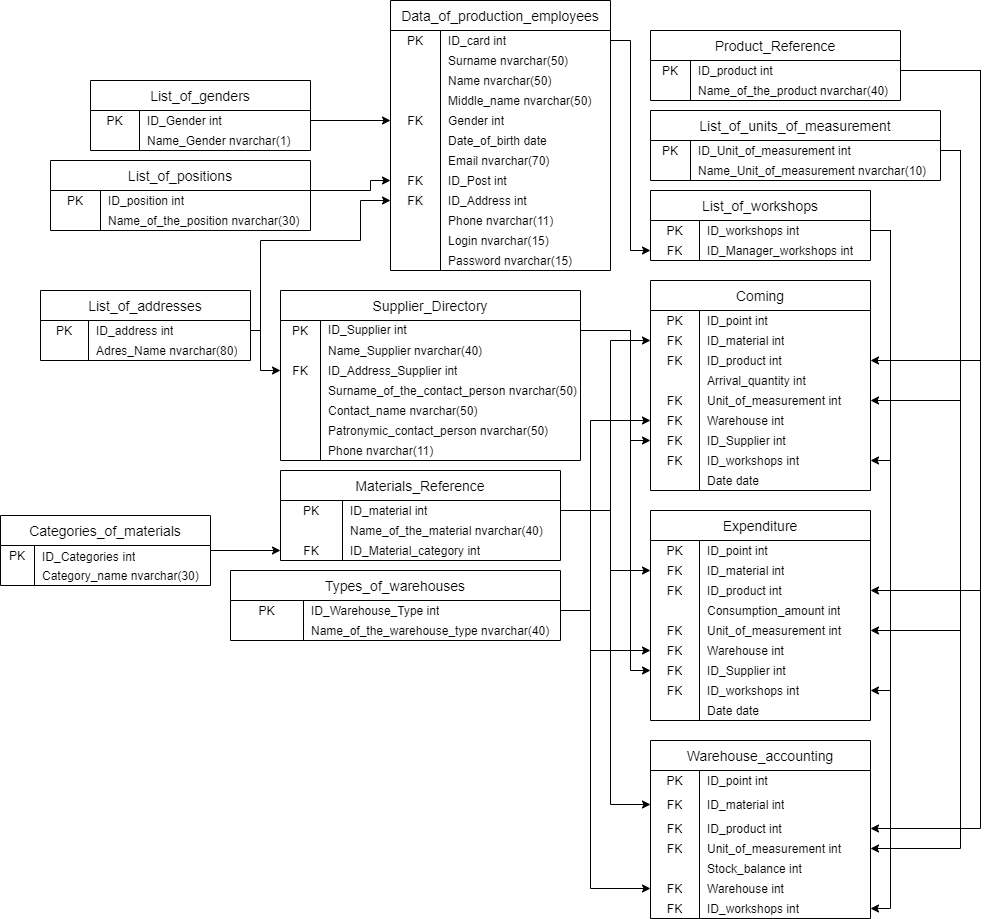 Data_of_production_employees
PK ID_card int
Surname nvarchar(50)
Name nvarchar(50)
Middle_name nvarchar(50)
FK Gender int
Date_of_birth date
Email nvarchar(70)
FK ID_Post int
FK ID_Address int
Phone nvarchar(11)
Login nvarchar(15)
Password nvarchar(15)
Product_Reference
PK ID_product int
Name_of_the_product nvarchar(40)
List_of_genders
PK ID_Gender int
Name_Gender nvarchar(1)
List_of_units_of_measurement
PK ID_Unit_of_measurement int
Name_Unit_of_measurement nvarchar(10)
List_of_positions
PK ID_position int
Name_of_the_position nvarchar(30)
List_of_workshops
PK ID_workshops int
FK ID_Manager_workshops int
List_of_addresses
PK ID_address int
Adres_Name nvarchar(80)
Supplier_Directory
PK ID_Supplier int
Name_Supplier nvarchar(40)
FK ID_Address_Supplier int
Surname_of_the_contact_person nvarchar(50)
Contact_name nvarchar(50)
Patronymic_contact_person nvarchar(50)
Phone nvarchar(11)
Coming
PK ID_point int
FK ID_material int
FK ID_product int
Arrival_quantity int
FK Unit_of_measurement int
FK Warehouse int
FK ID_Supplier int
FK ID_workshops int
Date date
Materials_Reference
PK ID_material int
Name_of_the_material nvarchar(40)
FK ID_Material_category int
Categories_of_materials
PK ID_Categories int
Category_name nvarchar(30)
Types_of_warehouses
PK ID_Warehouse_Type int
Name_of_the_warehouse_type nvarchar(40)
Expenditure
PK ID_point int
FK ID_material int
FK ID_product int
Consumption_amount int
FK Unit_of_measurement int
FK Warehouse int
FK ID_Supplier int
FK ID_workshops int
Date date
Warehouse_accounting
PK ID_point int
FK ID_material int
FK ID_product int
FK Unit_of_measurement int
Stock_balance int
FK Warehouse int
FK ID_workshops int